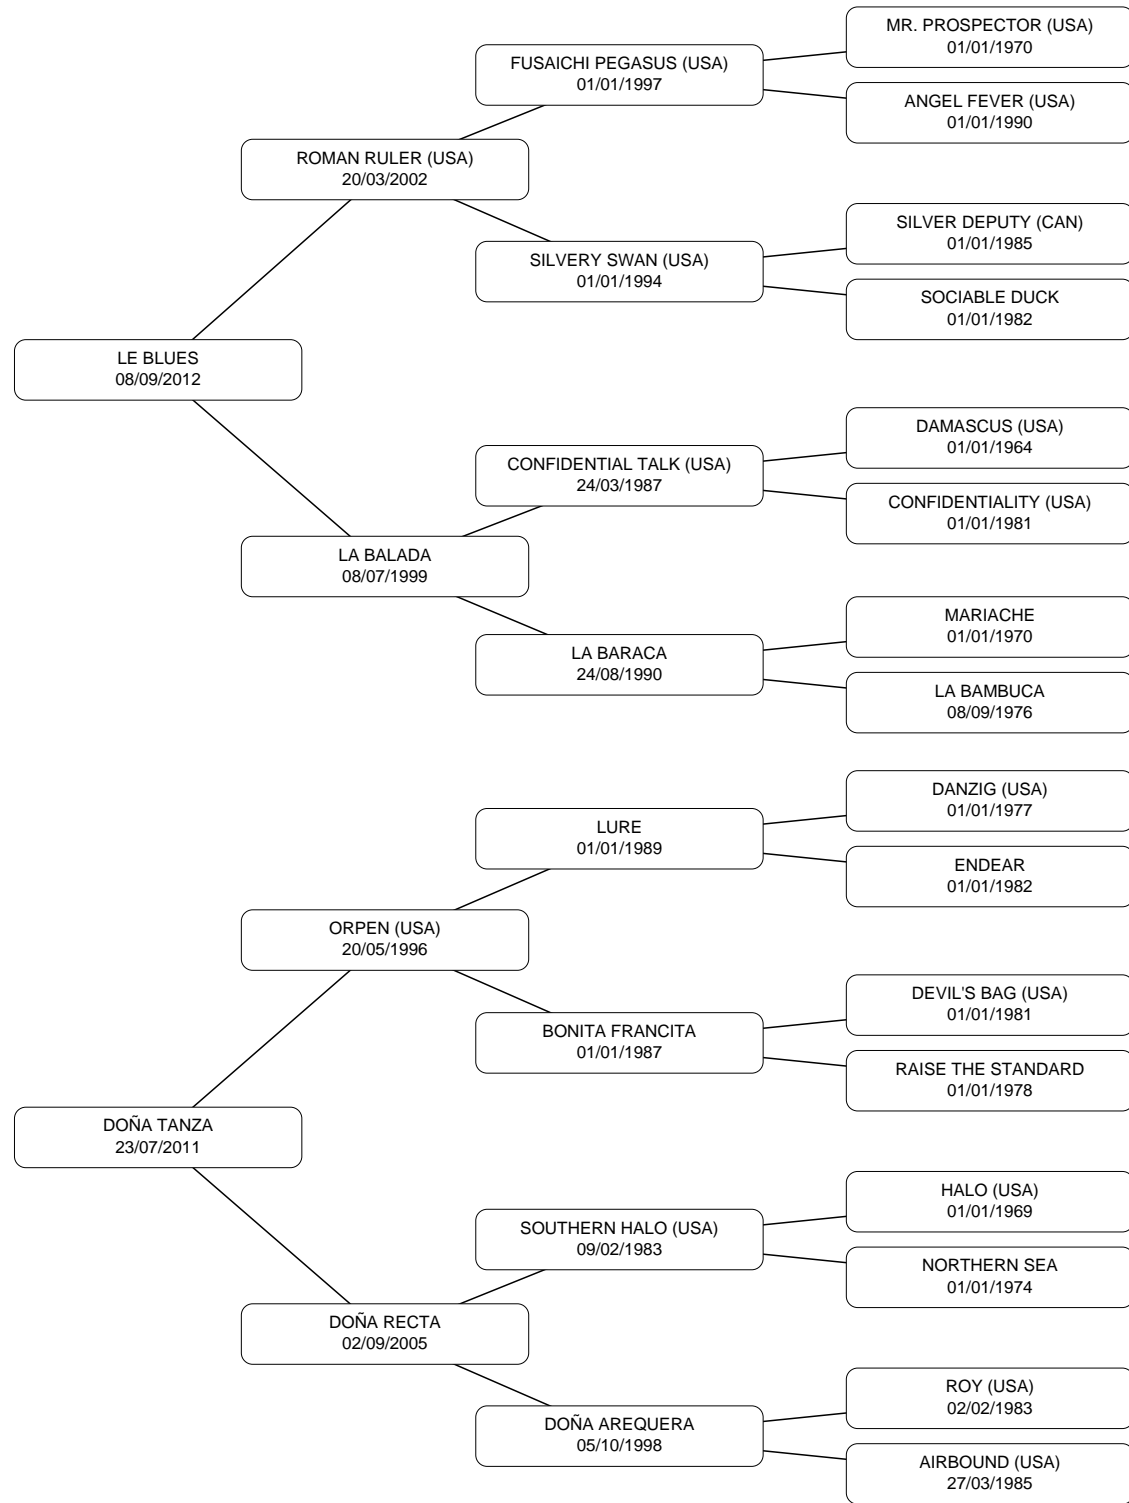 MR. PROSPECTOR (USA)
01/01/1970
FUSAICHI PEGASUS (USA)
01/01/1997
ANGEL FEVER (USA)
01/01/1990
ROMAN RULER (USA)
20/03/2002
SILVER DEPUTY (CAN)
01/01/1985
SILVERY SWAN (USA)
01/01/1994
SOCIABLE DUCK
01/01/1982
LE BLUES
08/09/2012
DAMASCUS (USA)
01/01/1964
CONFIDENTIAL TALK (USA)
24/03/1987
CONFIDENTIALITY (USA)
01/01/1981
LA BALADA
08/07/1999
MARIACHE
01/01/1970
LA BARACA
24/08/1990
LA BAMBUCA
08/09/1976
DANZIG (USA)
01/01/1977
LURE
01/01/1989
ENDEAR
01/01/1982
ORPEN (USA)
20/05/1996
DEVIL'S BAG (USA)
01/01/1981
BONITA FRANCITA
01/01/1987
RAISE THE STANDARD
01/01/1978
DOÑA TANZA
23/07/2011
HALO (USA)
01/01/1969
SOUTHERN HALO (USA)
09/02/1983
NORTHERN SEA
01/01/1974
DOÑA RECTA
02/09/2005
ROY (USA)
02/02/1983
DOÑA AREQUERA
05/10/1998
AIRBOUND (USA)
27/03/1985